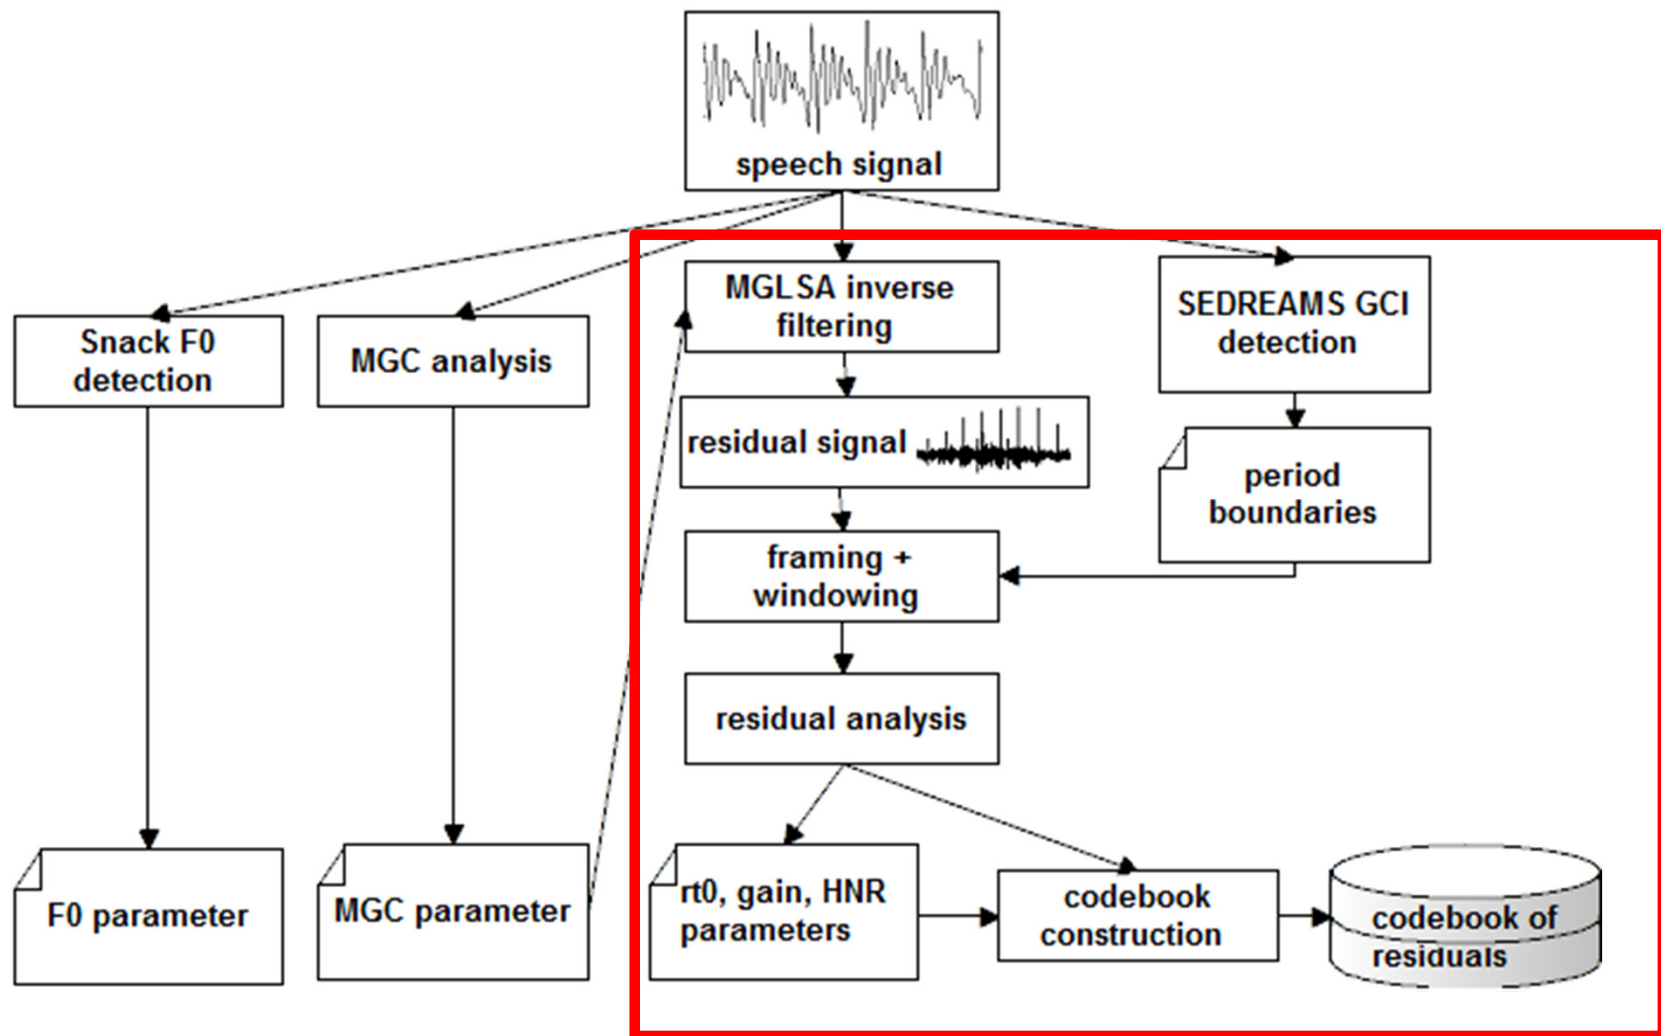 speech signal
Snack F0
detection
MGC analysis
MGLSA inverse
filtering
SEDREAMS GCI
detection
residual signal
period
boundaries
framing +
windowing
residual analysis
F0 parameter
MGC parameter
rt0, gain, HNR
parameters
codebook
construction
codebook of
residuals